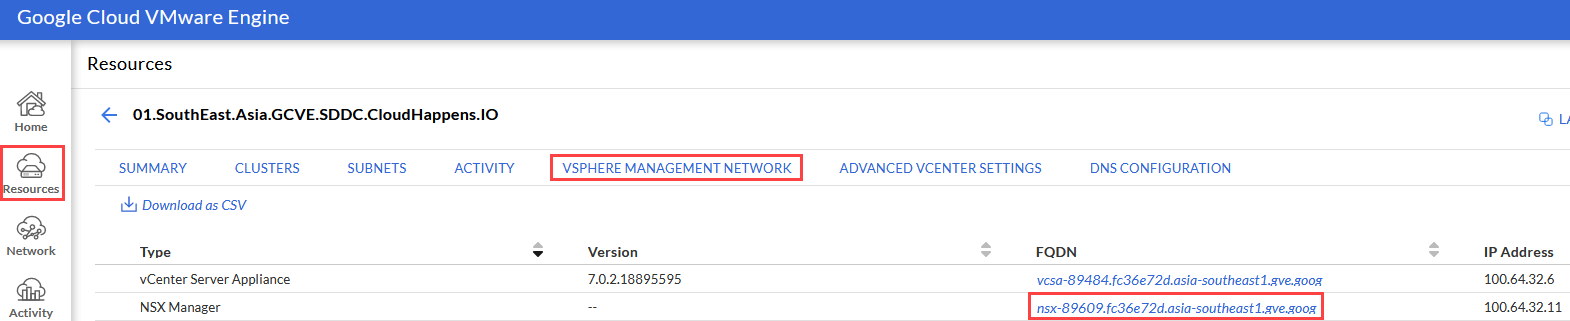 Google Cloud VMware Engine
Resources
Home
01.SouthEast.Asia.GCVE.SDDC.CloudHappens.IO
Resources
SUMMARY CLUSTERS SUBNETS ACTIVITY VSPHERE MANAGEMENT NETWORK ADVANCED VCENTER SETTINGS DNS CONFIGURATION
Download as CSV
Network
Type Version FQDN IP Address
vCenter Server Appliance 7.0.2.18895595 vcsa-89484.fc36e72d.asia-southeast1.gve.goog 100.64.32.6
Activity
NSX Manager -- nsx-89609.fc36e72d.asia-southeast1.gve.goog 100.64.32.11